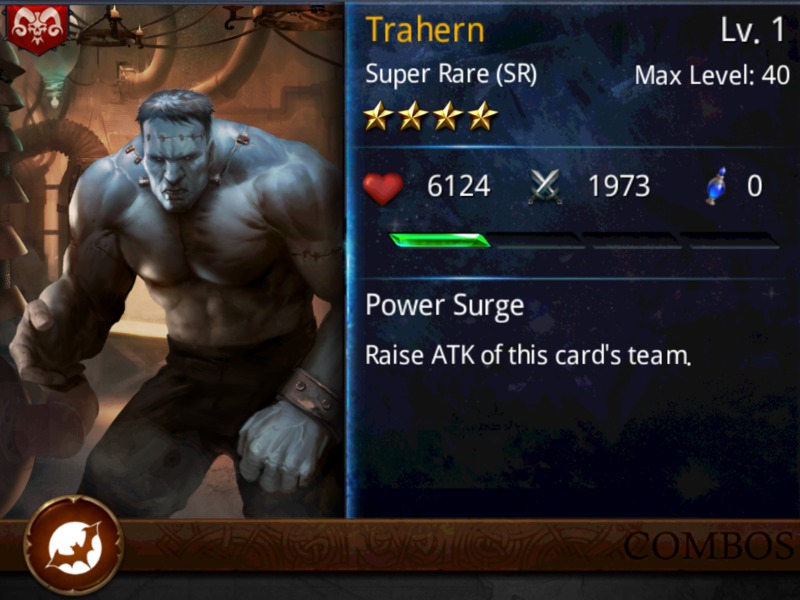 Trahern
Lv. 1
Super Rare (SR)
Max Level: 40
6124
1973
0
Power Surge
Raise ATK of this card's team.
COMBOS